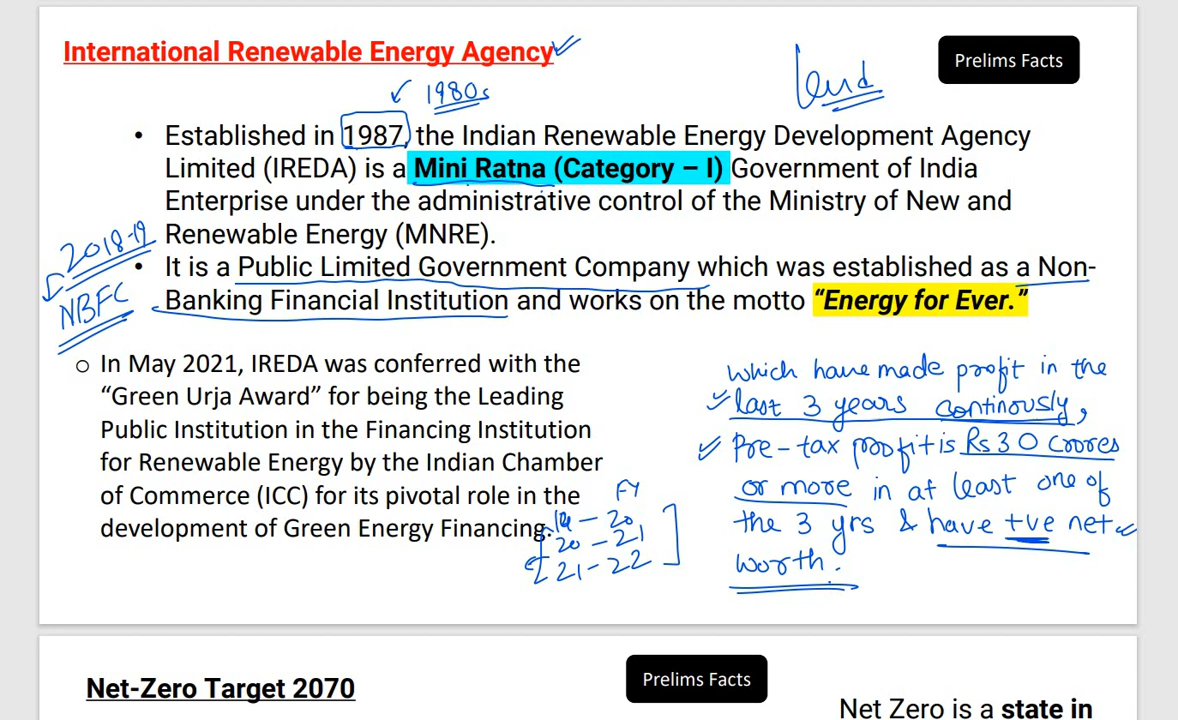 International Renewable Energy Agency
Prelims Facts
lend
1980s
• Established in 1987, the Indian Renewable Energy Development Agency
Limited (IREDA) is a Mini Ratna (Category – I) Government of India
Enterprise under the administrative control of the Ministry of New and
Renewable Energy (MNRE).
2018-19
NBFC
• It is a Public Limited Government Company which was established as a Non-
Banking Financial Institution and works on the motto “Energy for Ever.”
o In May 2021, IREDA was conferred with the
“Green Urja Award” for being the Leading
Public Institution in the Financing Institution
for Renewable Energy by the Indian Chamber
of Commerce (ICC) for its pivotal role in the
development of Green Energy Financing.
FY
19 – 20
20 – 21
21 – 22
which have made profit in the
last 3 years continously,
Pre-tax profit is Rs 30 crores
or more in at least one of
the 3 yrs & have +ve net
worth.
Net-Zero Target 2070
Prelims Facts
Net Zero is a state in